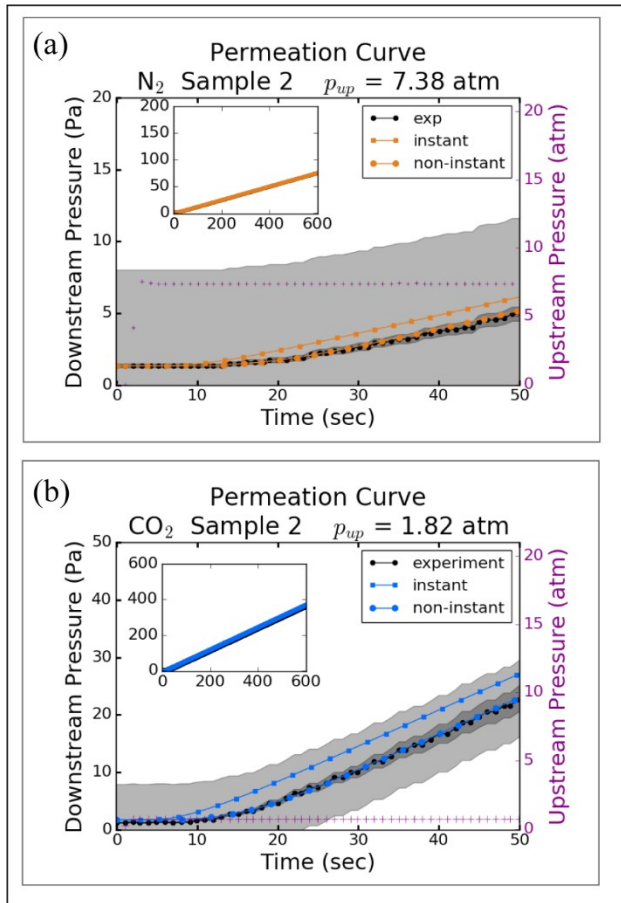 (a)
Permeation Curve
N₂ Sample 2 p_up = 7.38 atm
Downstream Pressure (Pa)
20
15
10
5
0
200
150
100
50
0
0 200 400 600
exp
instant
non-instant
20
15
10
5
0
Upstream Pressure (atm)
0 10 20 30 40 50
Time (sec)
(b)
Permeation Curve
CO₂ Sample 2 p_up = 1.82 atm
Downstream Pressure (Pa)
50
40
30
20
10
0
600
400
200
0
0 200 400 600
experiment
instant
non-instant
20
15
10
5
0
Upstream Pressure (atm)
0 10 20 30 40 50
Time (sec)